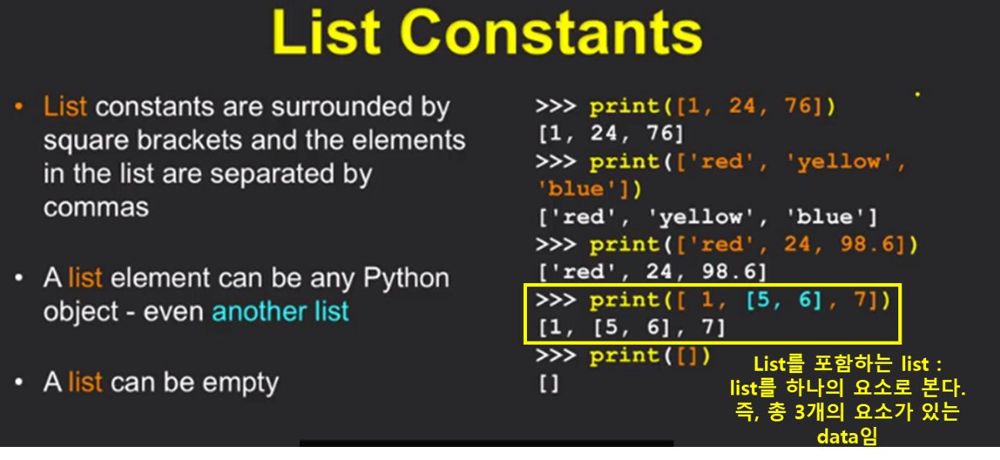 List Constants
• List constants are surrounded by
square brackets and the elements
in the list are separated by
commas
• A list element can be any Python
object - even another list
• A list can be empty
>>> print([1, 24, 76])
[1, 24, 76]
>>> print(['red', 'yellow',
'blue'])
['red', 'yellow', 'blue']
>>> print(['red', 24, 98.6])
['red', 24, 98.6]
>>> print([ 1, [5, 6], 7])
[1, [5, 6], 7]
>>> print([])
[]
List를 포함하는 list :
list를 하나의 요소로 본다.
즉, 총 3개의 요소가 있는
data임